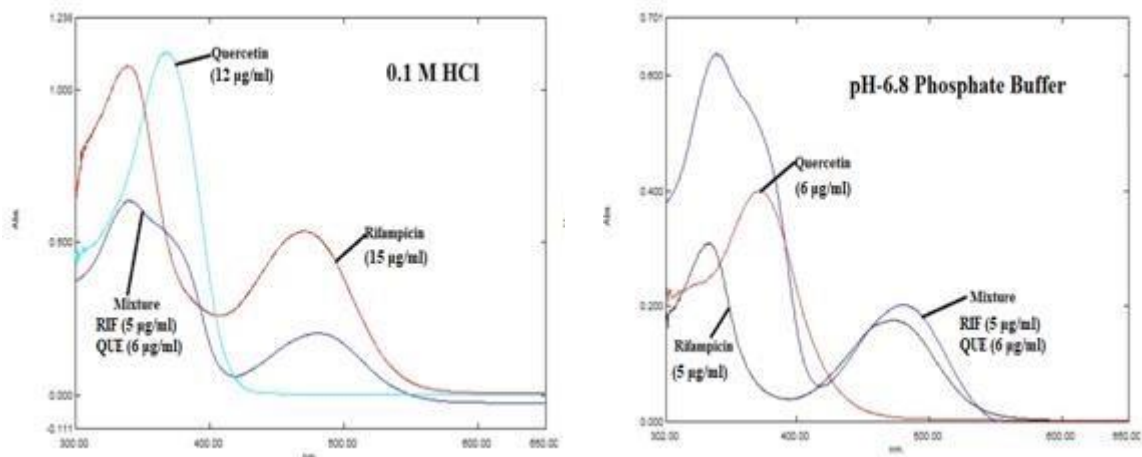 1.236
1.000
0.500
0.000
-0.111
Abs.
Quercetin
(12 µg/ml)
0.1 M HCl
Rifampicin
(15 µg/ml)
Mixture
RIF (5 µg/ml)
QUE (6 µg/ml)
300.00
400.00
500.00
600.00
650.00
nm.
0.701
0.600
0.400
0.200
0.000
Abs.
pH-6.8 Phosphate Buffer
Quercetin
(6 µg/ml)
Mixture
RIF (5 µg/ml)
QUE (6 µg/ml)
Rifampicin
(5 µg/ml)
302.00
400.00
500.00
600.00
650.00
nm.